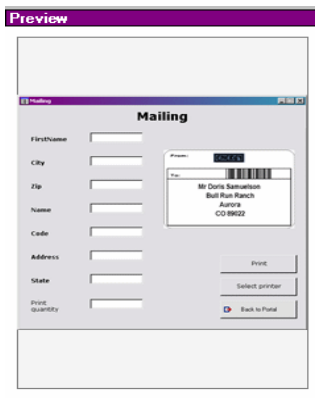 Preview
Mailing
Mailing
FirstName
City
Zip
Name
Code
Address
State
Print
quantity
From:
To:
Mr Doris Samuelson
Bull Run Ranch
Aurora
CO 89022
Print
Select printer
Back to Portal